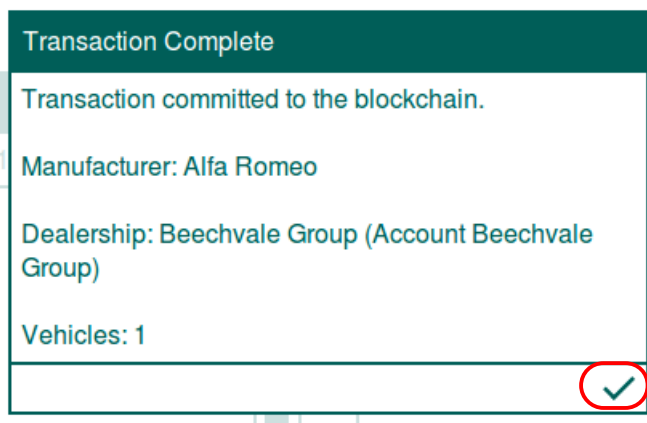 Transaction Complete
Transaction committed to the blockchain.
Manufacturer: Alfa Romeo
Dealership: Beechvale Group (Account Beechvale
Group)
Vehicles: 1